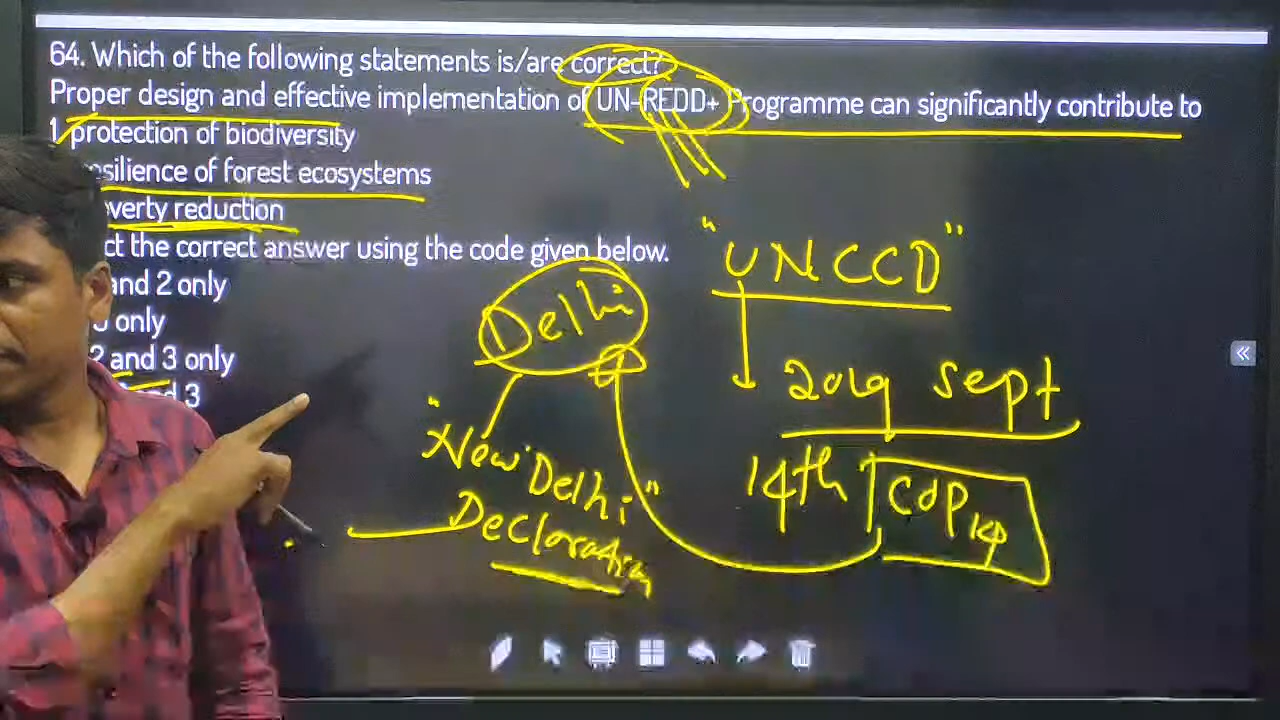 64. Which of the following statements is/are correct?
Proper design and effective implementation of UN-REDD+ Programme can significantly contribute to
1. protection of biodiversity
esilience of forest ecosystems
overty reduction
ct the correct answer using the code given below.
and 2 only
3 only
2 and 3 only
d 3
"UNCCD"
Delhi
2019 Sept
"New Delhi"
Declaration
14th COP14